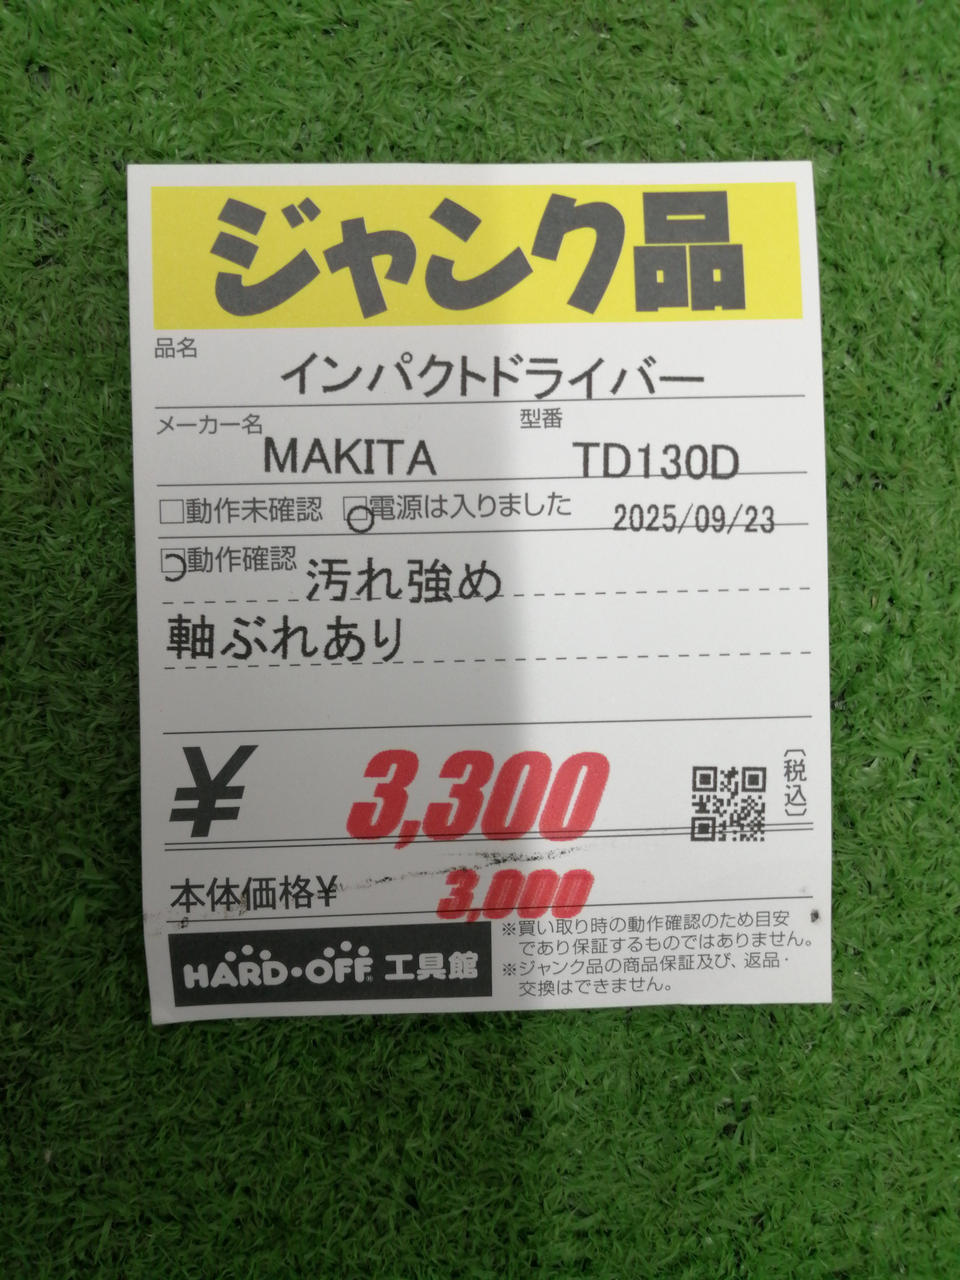 ジャンク品
品名
インパクトドライバー
メーカー名 型番
MAKITA TD130D
□動作未確認 □電源は入りました 2025/09/23
□動作確認 汚れ強め
軸ぶれあり
¥ 3,300 〔税込〕
本体価格¥ 3,000
HARD・OFF® 工具館
※買い取り時の動作確認のため目安
であり保証するものではありません。
※ジャンク品の商品保証及び、返品・
交換はできません。